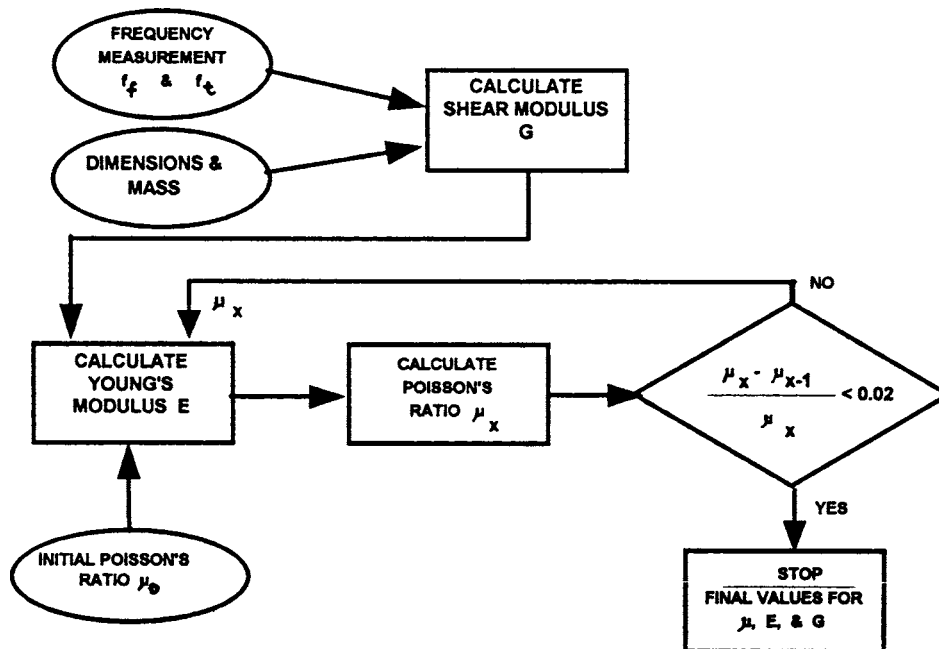 FREQUENCY
MEASUREMENT
f_f & f_t
CALCULATE
SHEAR MODULUS
G
DIMENSIONS &
MASS
NO
μ_x
CALCULATE
YOUNG'S
MODULUS E
CALCULATE
POISSON'S
RATIO μ_x
μ_x - μ_x-1
μ_x
< 0.02
YES
INITIAL POISSON'S
RATIO μ_o
STOP
FINAL VALUES FOR
μ, E, & G